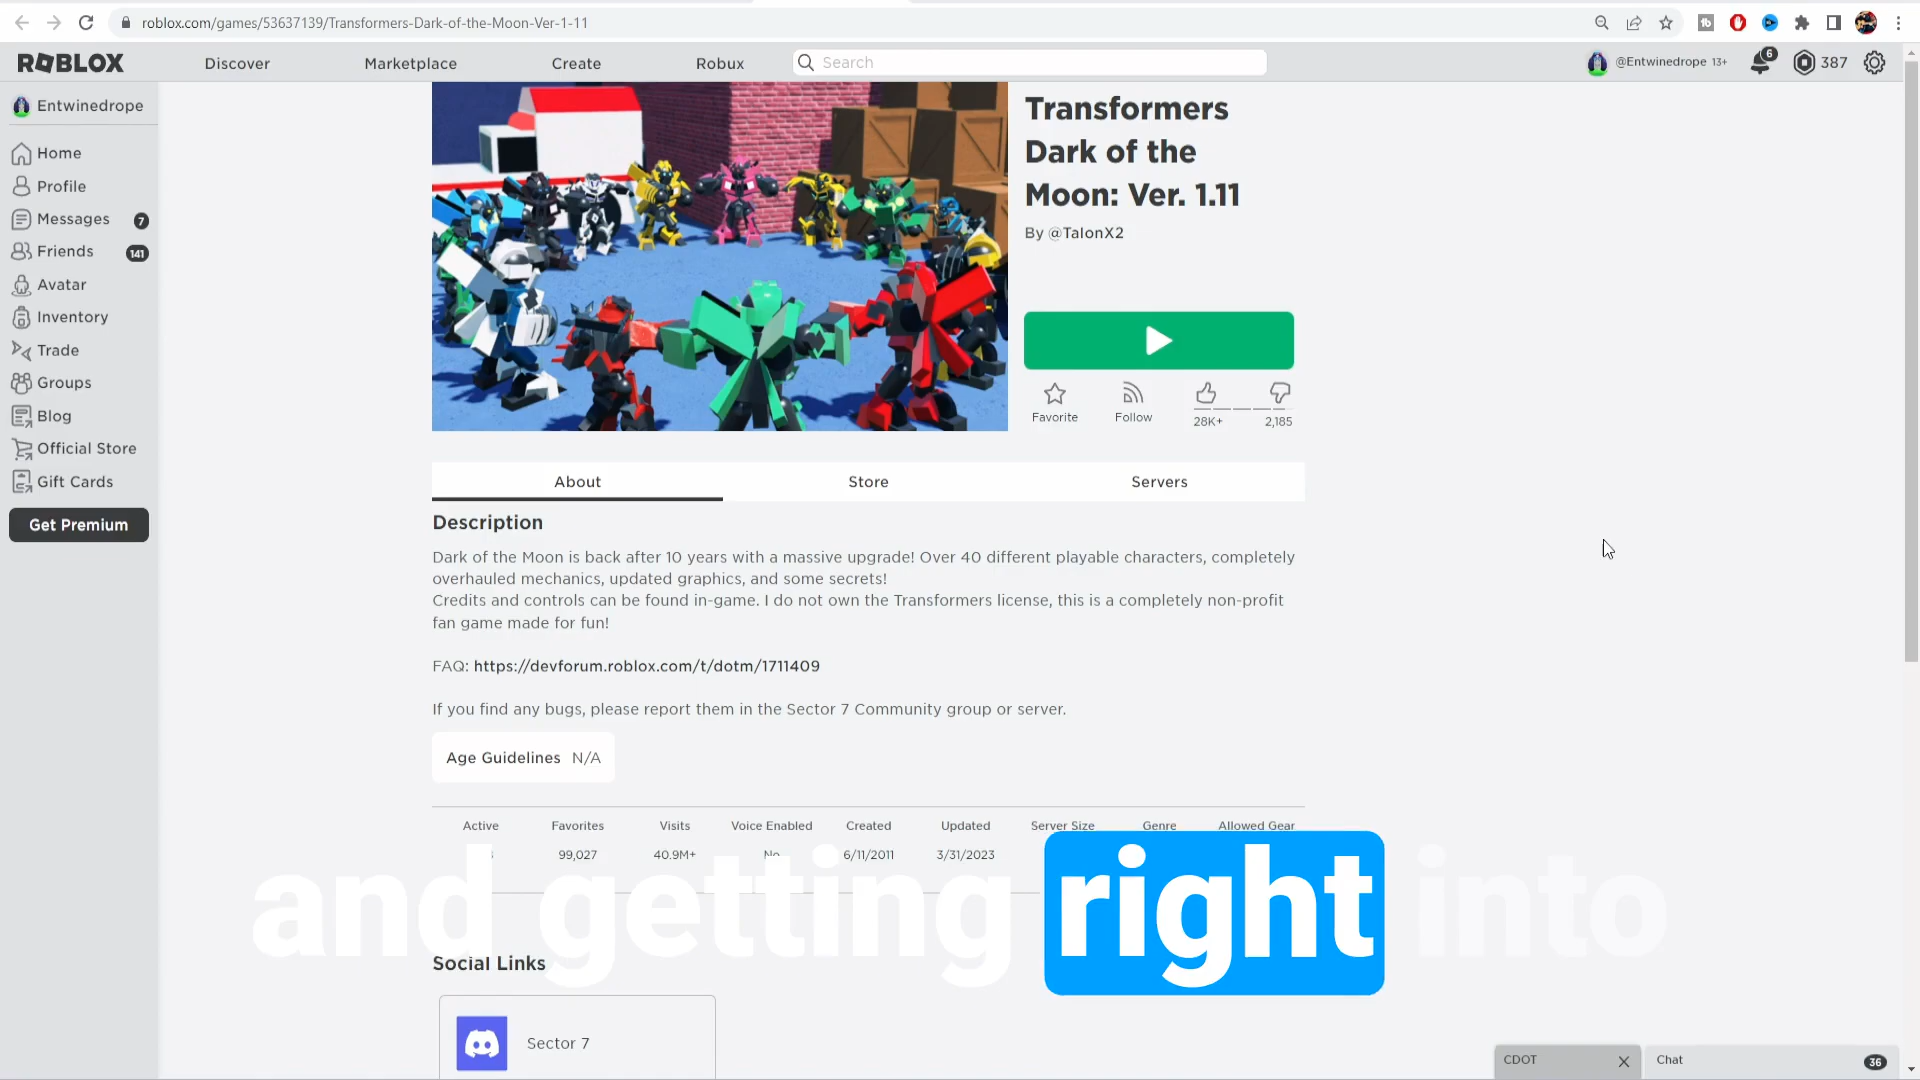 roblox.com/games/53637139/Transformers-Dark-of-the-Moon-Ver-1-11
ROBLOX
Discover
Marketplace
Create
Robux
Search
@Entwinedrope 13+
6
387
Entwinedrope
Home
Profile
Messages
7
Friends
141
Avatar
Inventory
Trade
Groups
Blog
Official Store
Gift Cards
Get Premium
Transformers
Dark of the
Moon: Ver. 1.11
By @TalonX2
Favorite
Follow
28K+
2,185
About
Store
Servers
Description
Dark of the Moon is back after 10 years with a massive upgrade! Over 40 different playable characters, completely
overhauled mechanics, updated graphics, and some secrets!
Credits and controls can be found in-game. I do not own the Transformers license, this is a completely non-profit
fan game made for fun!
FAQ: https://devforum.roblox.com/t/dotm/1711409
If you find any bugs, please report them in the Sector 7 Community group or server.
Age Guidelines N/A
Active Favorites Visits Voice Enabled Created Updated Server Size Genre Allowed Gear
99,027 40.9M+ No 6/11/2011 3/31/2023
and getting right into
Social Links
Sector 7
CDOT
Chat
36